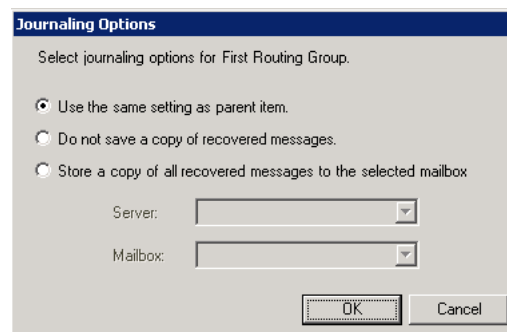 Journaling Options
Select journaling options for First Routing Group.
Use the same setting as parent item.
Do not save a copy of recovered messages.
Store a copy of all recovered messages to the selected mailbox
Server:
Mailbox:
OK Cancel